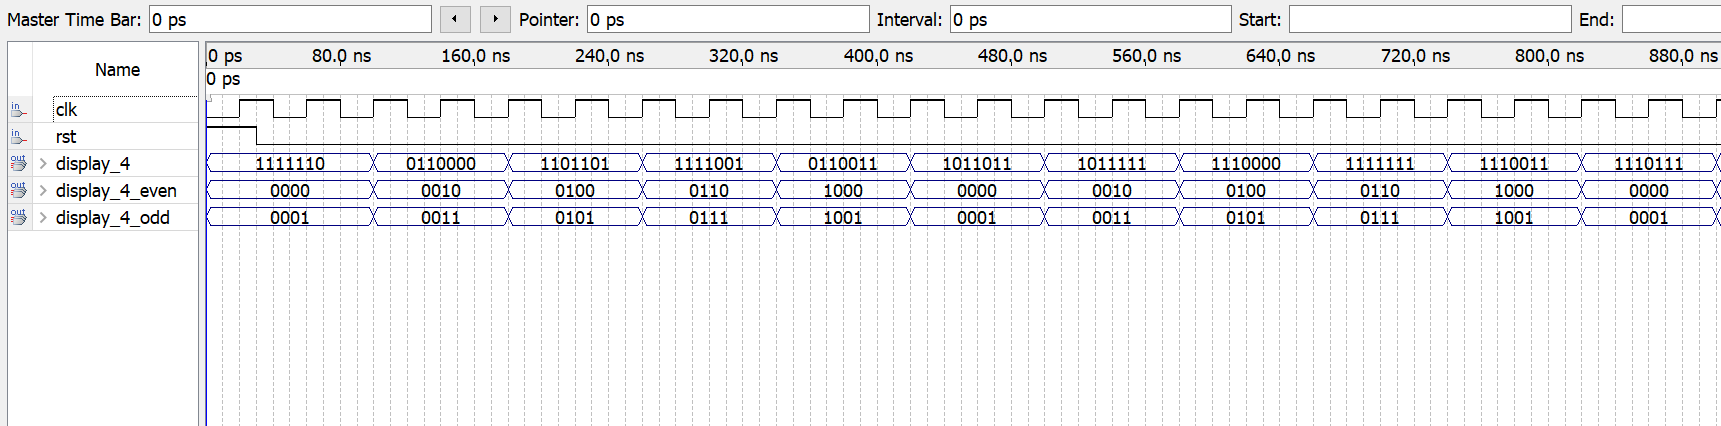 Master Time Bar: 0 ps Pointer: 0 ps Interval: 0 ps Start: End:
Name
0 ps 80.0 ns 160,0 ns 240,0 ns 320,0 ns 400,0 ns 480,0 ns 560,0 ns 640,0 ns 720,0 ns 800,0 ns 880,0 ns
0 ps
in clk
in rst
out display_4 1111110 0110000 1101101 1111001 0110011 1011011 1011111 1110000 1111111 1110011 1110111
out display_4_even 0000 0010 0100 0110 1000 0000 0010 0100 0110 1000 0000
out display_4_odd 0001 0011 0101 0111 1001 0001 0011 0101 0111 1001 0001